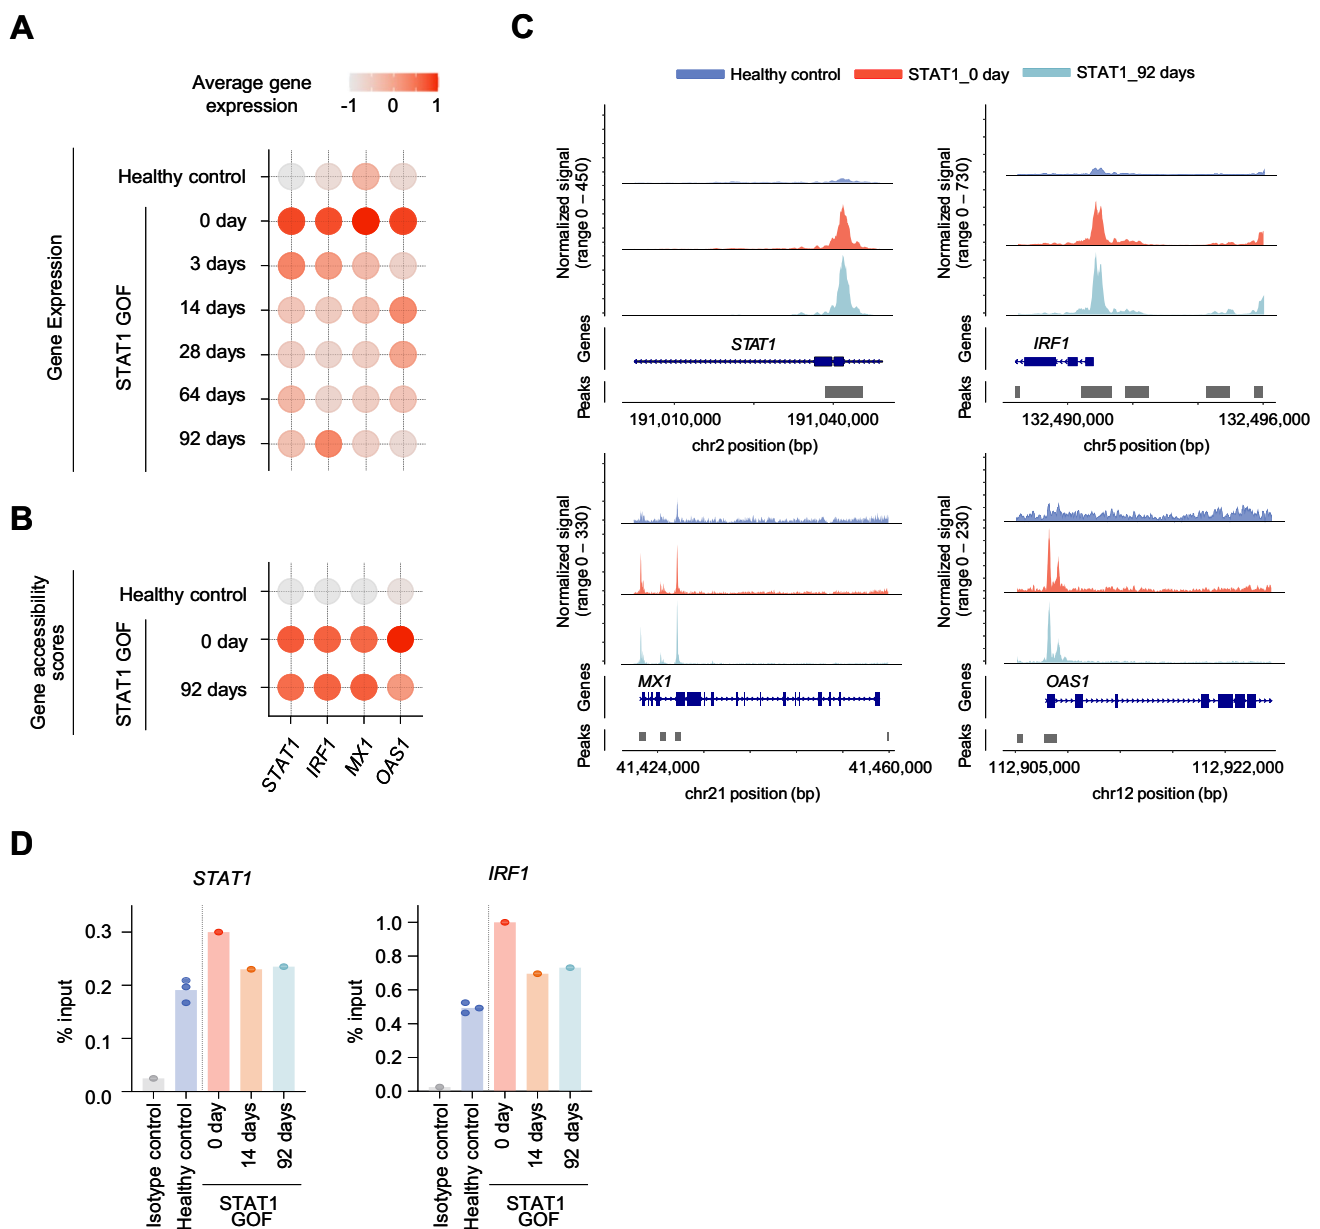 A
Average gene
expression
-1 0 1
Gene Expression
STAT1 GOF
Healthy control
0 day
3 days
14 days
28 days
64 days
92 days
B
Gene accessibility
scores
STAT1 GOF
Healthy control
0 day
92 days
STAT1 IRF1 MX1 OAS1
C
Healthy control STAT1_0 day STAT1_92 days
Normalized signal
(range 0 – 450)
Genes
STAT1
Peaks
191,010,000 191,040,000
chr2 position (bp)
Normalized signal
(range 0 – 730)
Genes
IRF1
Peaks
132,490,000 132,496,000
chr5 position (bp)
Normalized signal
(range 0 – 330)
Genes
MX1
Peaks
41,424,000 41,460,000
chr21 position (bp)
Normalized signal
(range 0 – 230)
Genes
OAS1
Peaks
112,905,000 112,922,000
chr12 position (bp)
D
STAT1
% input
0.3
0.2
0.1
0.0
Isotype control
Healthy control
0 day
14 days
92 days
STAT1
GOF
IRF1
% input
1.0
0.8
0.6
0.4
0.2
0.0
Isotype control
Healthy control
0 day
14 days
92 days
STAT1
GOF